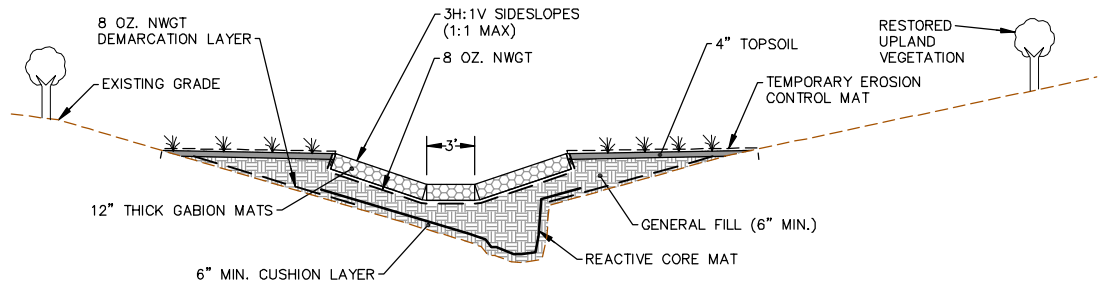 8 OZ. NWGT
DEMARCATION LAYER
3H:1V SIDESLOPES
(1:1 MAX)
8 OZ. NWGT
4” TOPSOIL
RESTORED
UPLAND
VEGETATION
EXISTING GRADE
TEMPORARY EROSION
CONTROL MAT
3'
12” THICK GABION MATS
GENERAL FILL (6” MIN.)
REACTIVE CORE MAT
6” MIN. CUSHION LAYER